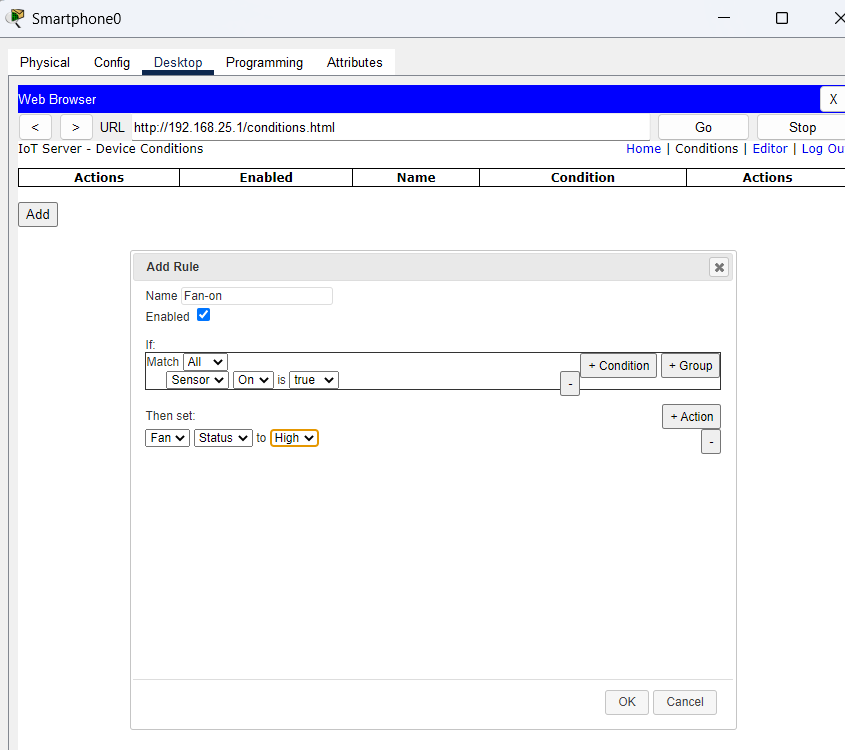 Smartphone0
Physical Config Desktop Programming Attributes
Web Browser X
< > URL http://192.168.25.1/conditions.html Go Stop
IoT Server - Device Conditions Home | Conditions | Editor | Log Ou
Actions Enabled Name Condition Actions
Add
Add Rule
Name Fan-on
Enabled
If:
Match All + Condition + Group
Sensor On is true -
Then set: + Action
Fan Status to High -
OK Cancel